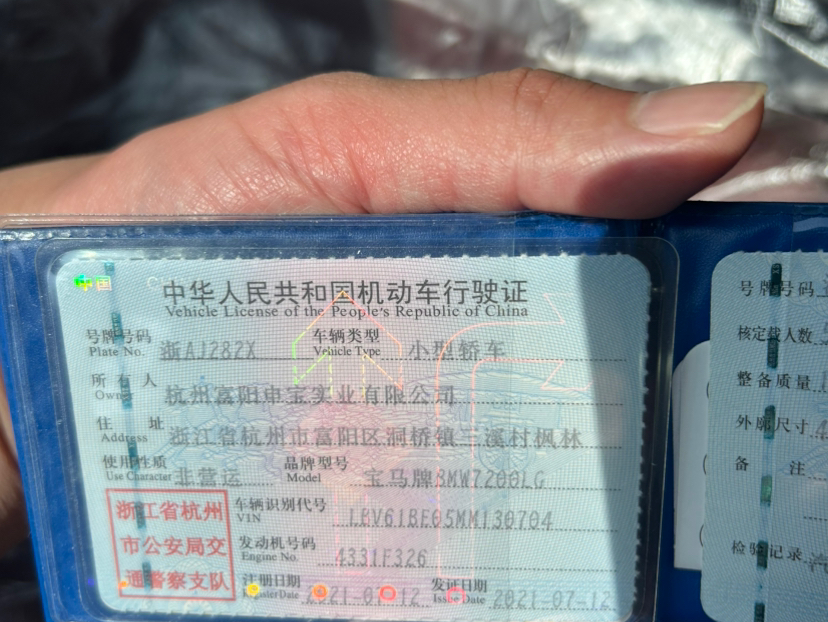 中国
中华人民共和国机动车行驶证
Vehicle License of the People's Republic of China
号牌号码 浙AJ282X 车辆类型 小型轿车
Plate No. Vehicle Type
所有人 杭州富阳申宝实业有限公司
Owner
住址 浙江省杭州市富阳区洞桥镇三溪村枫林
Address
使用性质 非营运 品牌型号 宝马牌BMW7200LG
Use Character Model
浙江省杭州
市公安局交
通警察支队
车辆识别代号 LBV61BF05MM130704
VIN
发动机号码 4331F326
Engine No.
注册日期 2021-07-12 发证日期 2021-07-12
Register Date Issue Date
号牌号码
核定载人数
整备质量
外廓尺寸
备注
检验记录